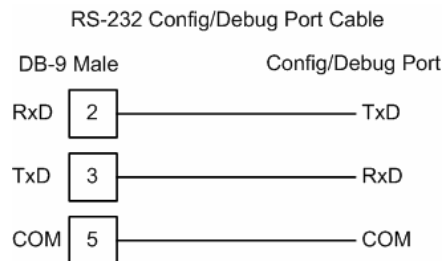 RS-232 Config/Debug Port Cable
DB-9 Male Config/Debug Port
RxD 2 TxD
TxD 3 RxD
COM 5 COM